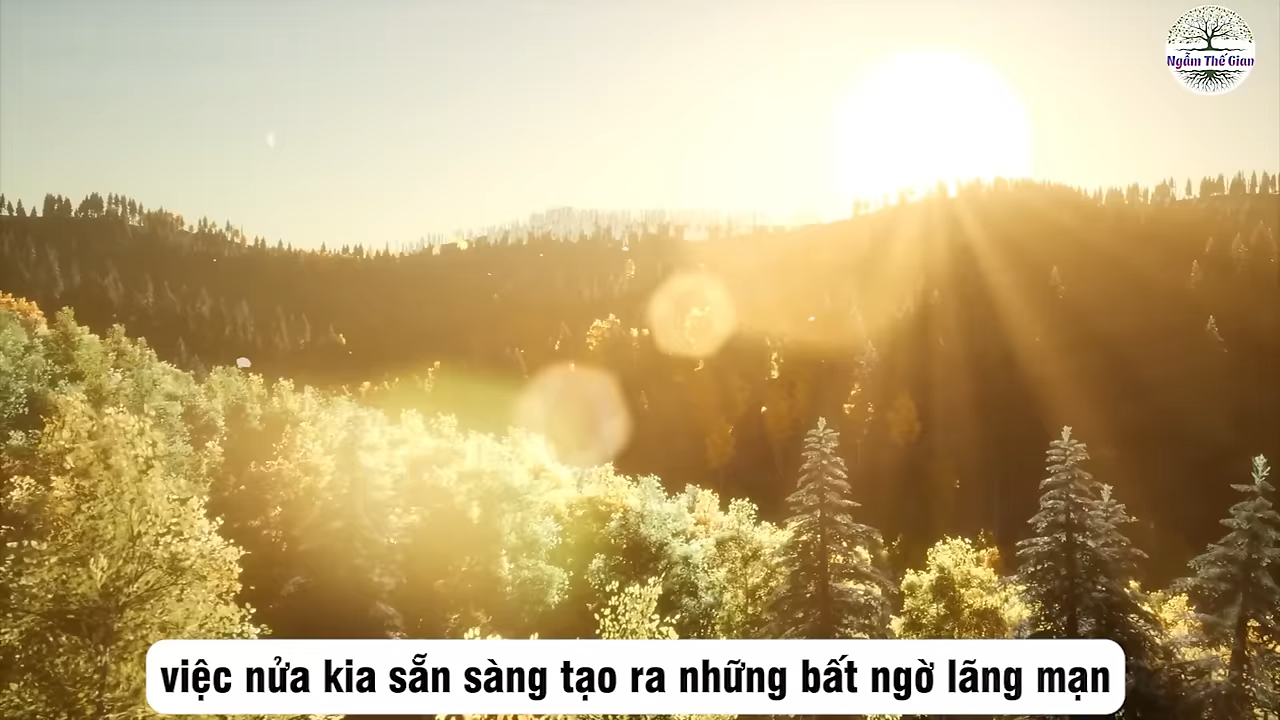 Ngẫm Thế Gian
việc nửa kia sẵn sàng tạo ra những bất ngờ lãng mạn